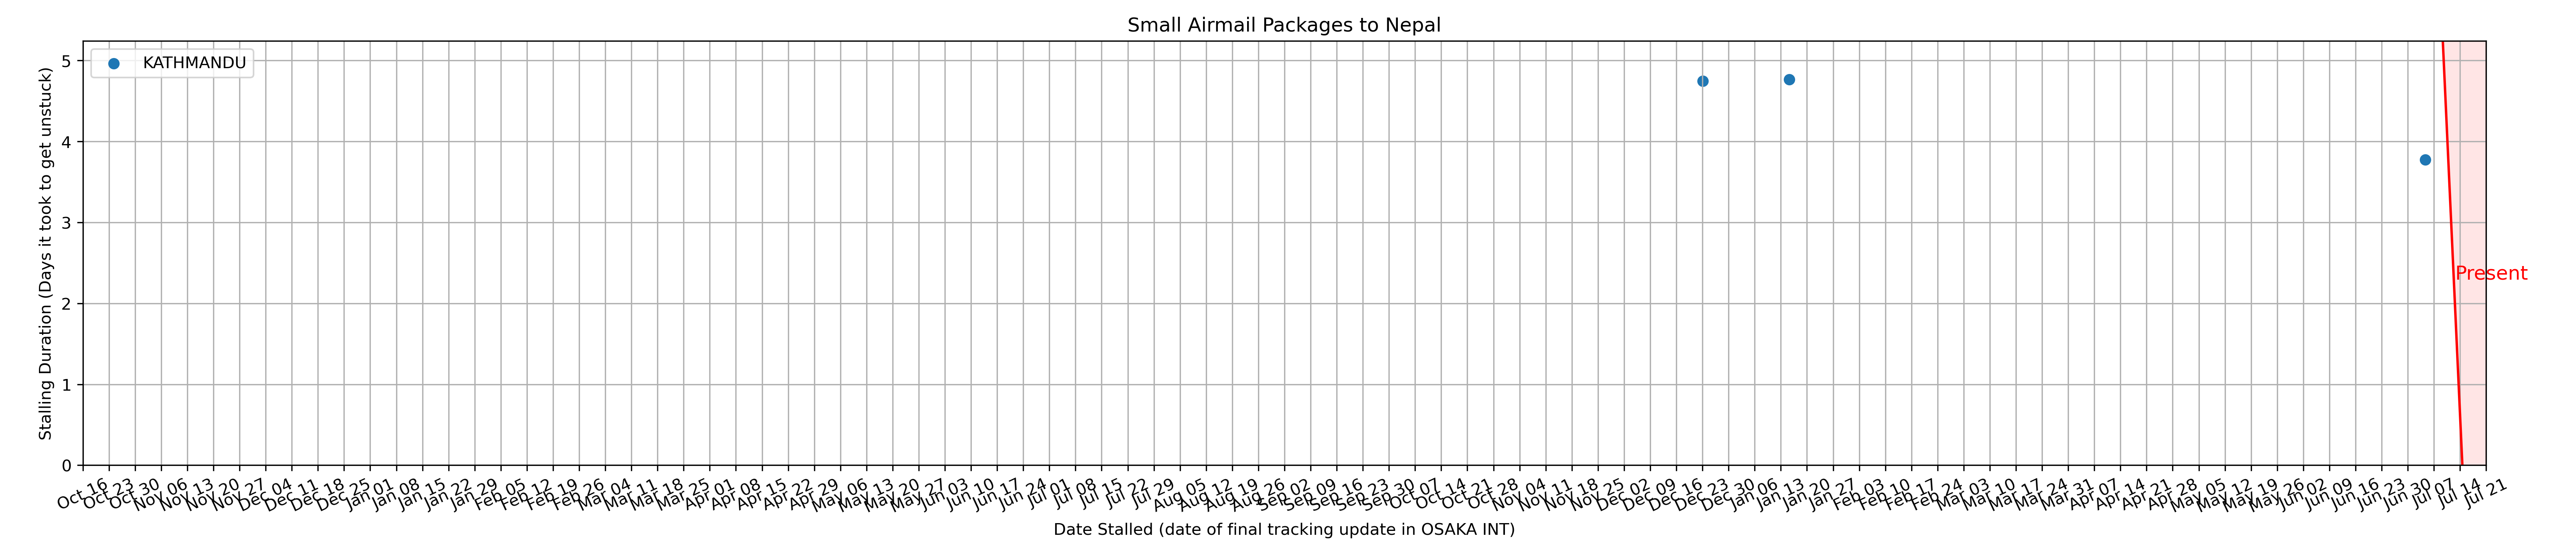 Small Airmail Packages to Nepal
KATHMANDU
Stalling Duration (Days it took to get unstuck)
5
4
3
2
1
0
Present
Oct 16 Oct 23 Oct 30 Nov 06 Nov 13 Nov 20 Nov 27 Dec 04 Dec 11 Dec 18 Dec 25 Jan 01 Jan 08 Jan 15 Jan 22 Jan 29 Feb 05 Feb 12 Feb 19 Feb 26 Mar 04 Mar 11 Mar 18 Mar 25 Apr 01 Apr 08 Apr 15 Apr 22 Apr 29 May 06 May 13 May 20 May 27 Jun 03 Jun 10 Jun 17 Jun 24 Jul 01 Jul 08 Jul 15 Jul 22 Jul 29 Aug 05 Aug 12 Aug 19 Aug 26 Sep 02 Sep 09 Sep 16 Sep 23 Sep 30 Oct 07 Oct 14 Oct 21 Oct 28 Nov 04 Nov 11 Nov 18 Nov 25 Dec 02 Dec 09 Dec 16 Dec 23 Dec 30 Jan 06 Jan 13 Jan 20 Jan 27 Feb 03 Feb 10 Feb 17 Feb 24 Mar 03 Mar 10 Mar 17 Mar 24 Mar 31 Apr 07 Apr 14 Apr 21 Apr 28 May 05 May 12 May 19 May 26 Jun 02 Jun 09 Jun 16 Jun 23 Jun 30 Jul 07 Jul 14 Jul 21
Date Stalled (date of final tracking update in OSAKA INT)